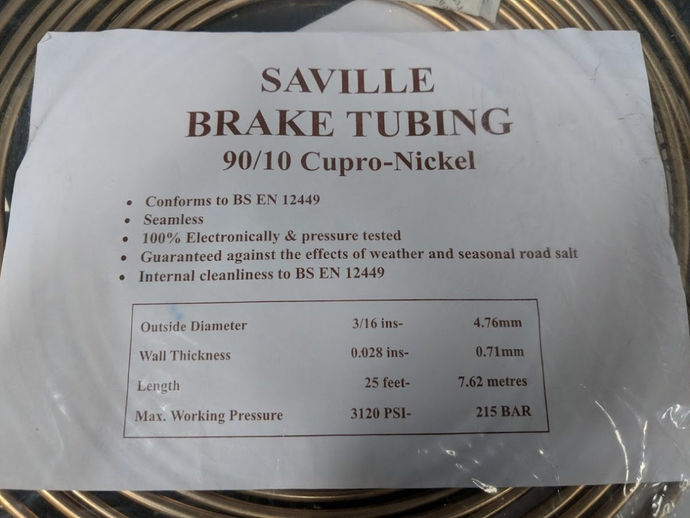 SAVILLE
BRAKE TUBING
90/10 Cupro-Nickel
• Conforms to BS EN 12449
• Seamless
• 100% Electronically & pressure tested
• Guaranteed against the effects of weather and seasonal road salt
• Internal cleanliness to BS EN 12449
Outside Diameter 3/16 ins- 4.76mm
Wall Thickness 0.028 ins- 0.71mm
Length 25 feet- 7.62 metres
Max. Working Pressure 3120 PSI- 215 BAR